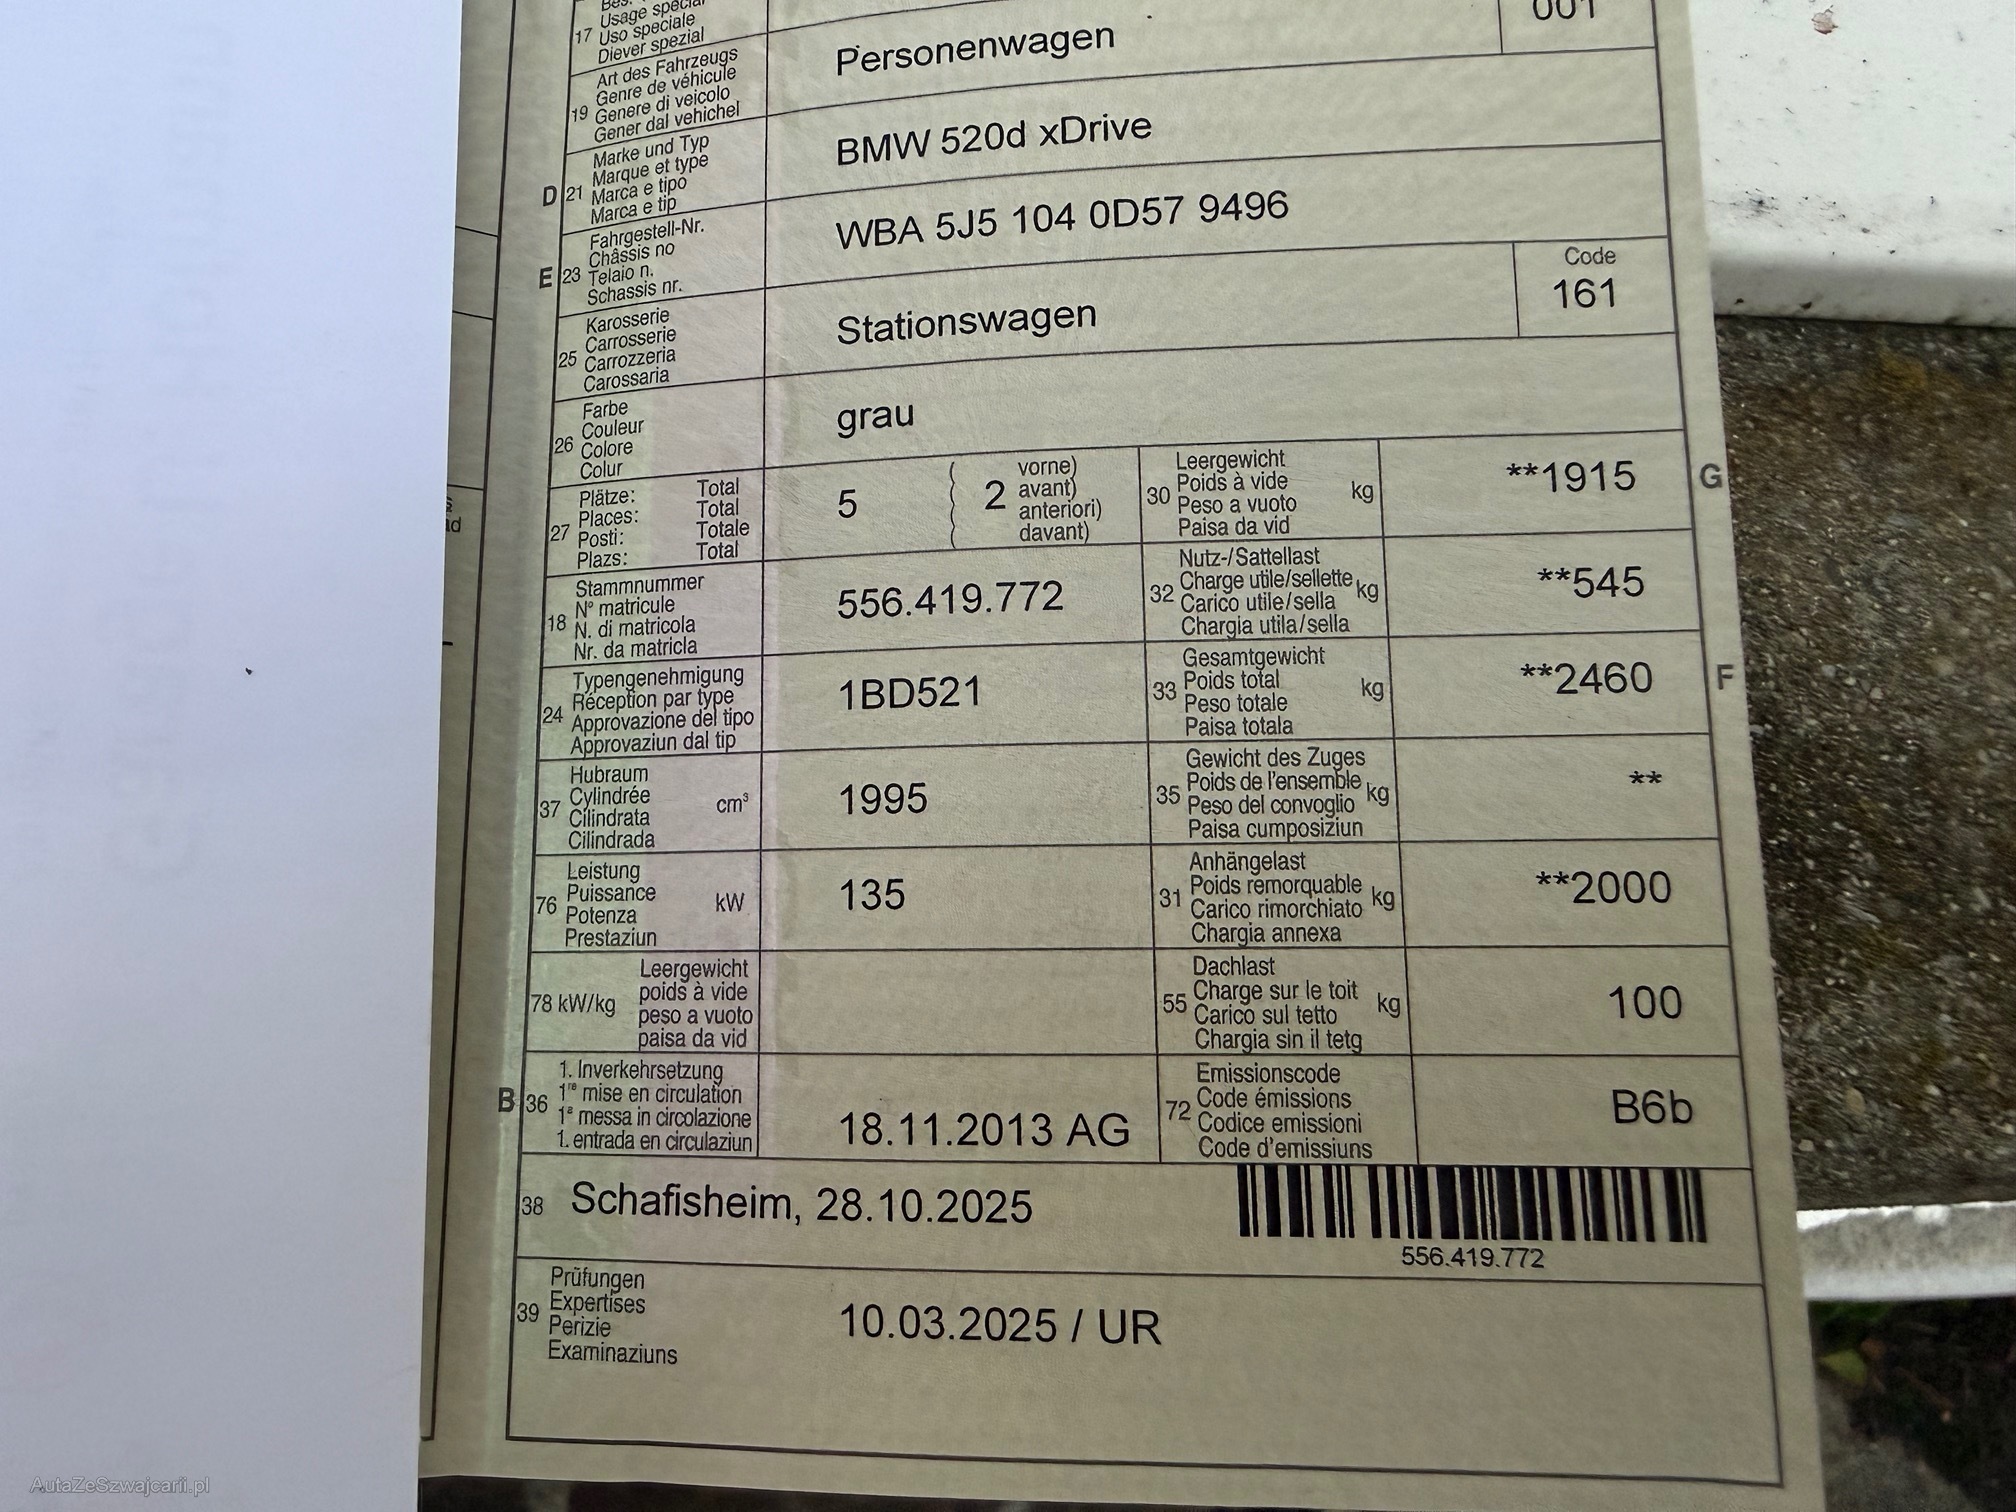 Usage special
17 Uso speciale
Diever spezial
Art des Fahrzeugs
Genre de véhicule
19 Genere di veicolo
Gener dal vehichel
Personenwagen
001
Marke und Typ
Marque et type
D 21 Marca e tipo
Marca e tip
BMW 520d xDrive
Fahrgestell-Nr.
Châssis no
E 23 Telaio n.
Schassis nr.
WBA 5J5 104 0D57 9496
Karosserie
Carrosserie
25 Carrozzeria
Carossaria
Stationswagen
Code
161
Farbe
Couleur
26 Colore
Colur
grau
Plätze: Total
Places: Total
27 Posti: Totale
Plazs: Total
5
2
vorne)
avant)
anteriori)
davant)
Leergewicht
Poids à vide
30 Peso a vuoto kg
Paisa da vid
**1915 G
Stammnummer
N° matricule
18 N. di matricola
Nr. da matricla
556.419.772
Nutz-/Sattellast
Charge utile/sellette
32 Carico utile/sella kg
Chargia utila/sella
**545
Typengenehmigung
Réception par type
24 Approvazione del tipo
Approvaziun dal tip
1BD521
Gesamtgewicht
Poids total
33 Peso totale kg
Paisa totala
**2460 F
Hubraum
Cylindrée
37 Cilindrata cm³
Cilindrada
1995
Gewicht des Zuges
Poids de l'ensemble
35 Peso del convoglio kg
Paisa cumposiziun
**
Leistung
Puissance
76 Potenza kW
Prestaziun
135
Anhängelast
Poids remorquable
31 Carico rimorchiato kg
Chargia annexa
**2000
Leergewicht
poids à vide
78 kW/kg peso a vuoto
paisa da vid
Dachlast
Charge sur le toit
55 Carico sul tetto kg
Chargia sin il tetg
100
1. Inverkehrsetzung
B 36 1re mise en circulation
1a messa in circolazione
1. entrada en circulaziun
18.11.2013 AG
Emissionscode
Code émissions
72 Codice emissioni
Code d'emissiuns
B6b
38 Schafisheim, 28.10.2025
556.419.772
Prüfungen
Expertises
39 Perizie
Examinaziuns
10.03.2025 / UR
AutaZeSzwajcarii.pl